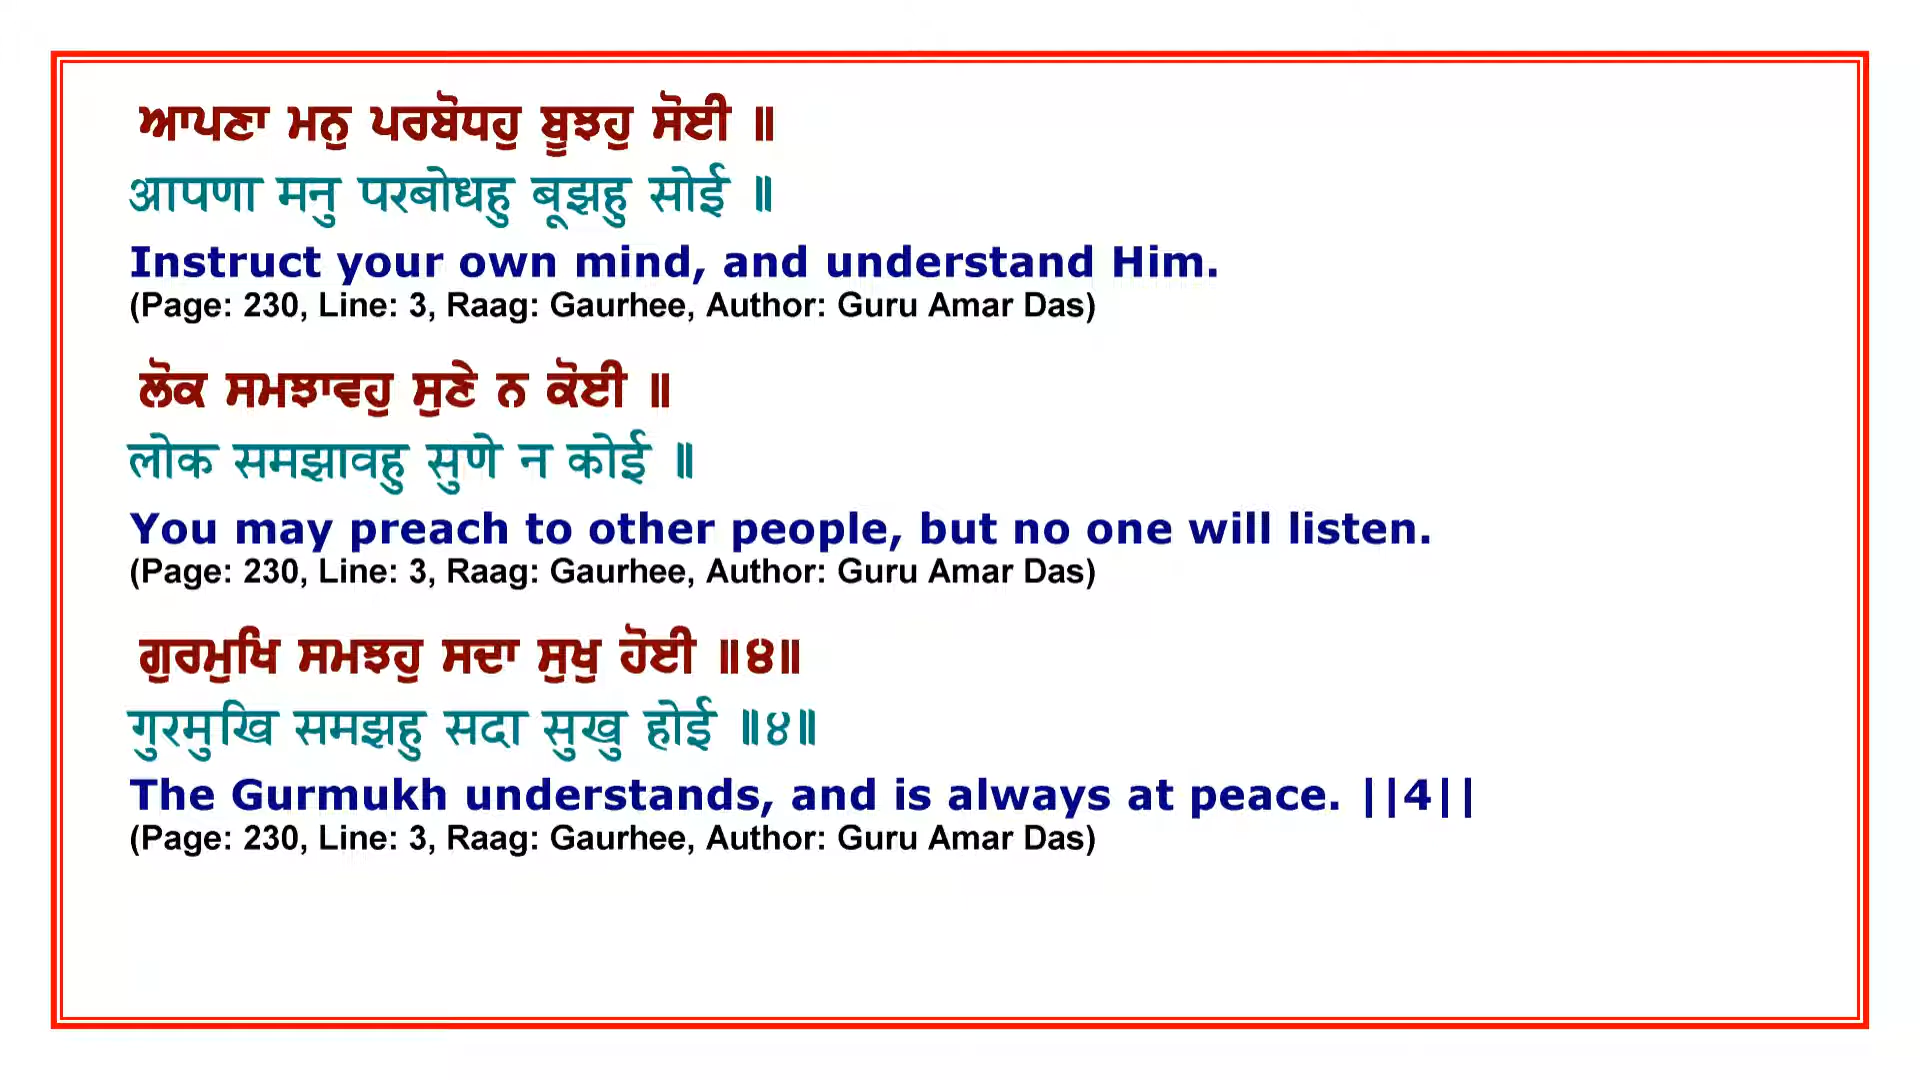 ਆਪਣਾ ਮਨੁ ਪਰਬੋਧਹੁ ਬੂਝਹੁ ਸੋਈ ॥
आपणा मनु परबोधहु बूझहु सोई ॥
Instruct your own mind, and understand Him.
(Page: 230, Line: 3, Raag: Gaurhee, Author: Guru Amar Das)
ਲੋਕ ਸਮਝਾਵਹੁ ਸੁਣੇ ਨ ਕੋਈ ॥
लोक समझावहु सुणे न कोई ॥
You may preach to other people, but no one will listen.
(Page: 230, Line: 3, Raag: Gaurhee, Author: Guru Amar Das)
ਗੁਰਮੁਖਿ ਸਮਝਹੁ ਸਦਾ ਸੁਖੁ ਹੋਈ ॥੪॥
गुरमुखि समझहु सदा सुखु होई ॥४॥
The Gurmukh understands, and is always at peace. ||4||
(Page: 230, Line: 3, Raag: Gaurhee, Author: Guru Amar Das)